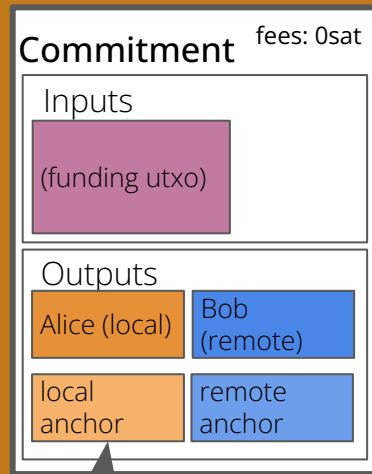 Commitment
fees: 0sat
Inputs
(funding utxo)
Outputs
Alice (local)
Bob
(remote)
local
anchor
remote
anchor